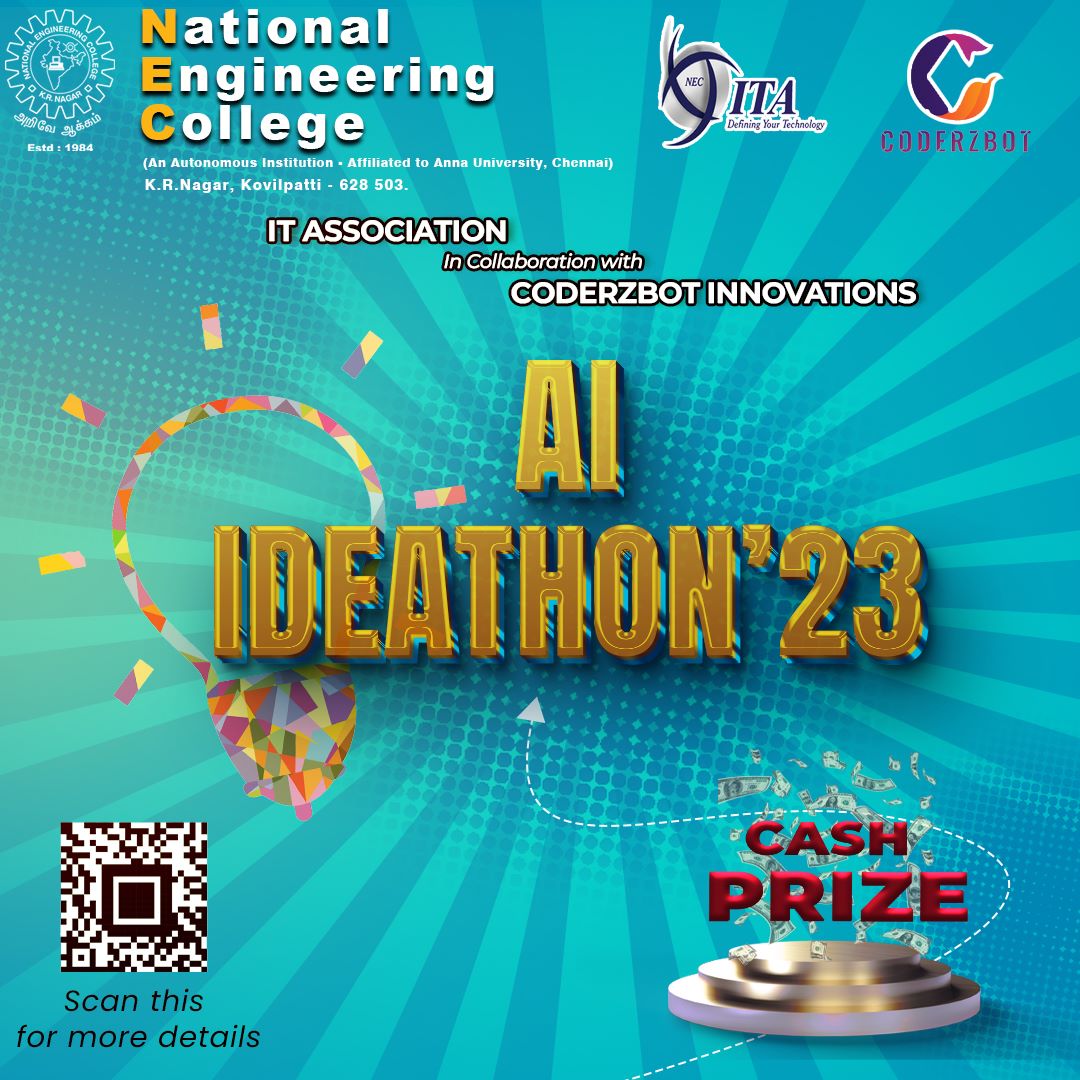 National
Engineering
College
(An Autonomous Institution - Affiliated to Anna University, Chennai)
K.R.Nagar, Kovilpatti - 628 503.
NATIONAL ENGINEERING COLLEGE
K.R.NAGAR
அறிவே ஆக்கம்
Estd : 1984
NEC
ITA
Defining Your Technology
CODERZBOT
IT ASSOCIATION
In Collaboration with
CODERZBOT INNOVATIONS
AI
IDEATHON'23
CASH
PRIZE
Scan this
for more details